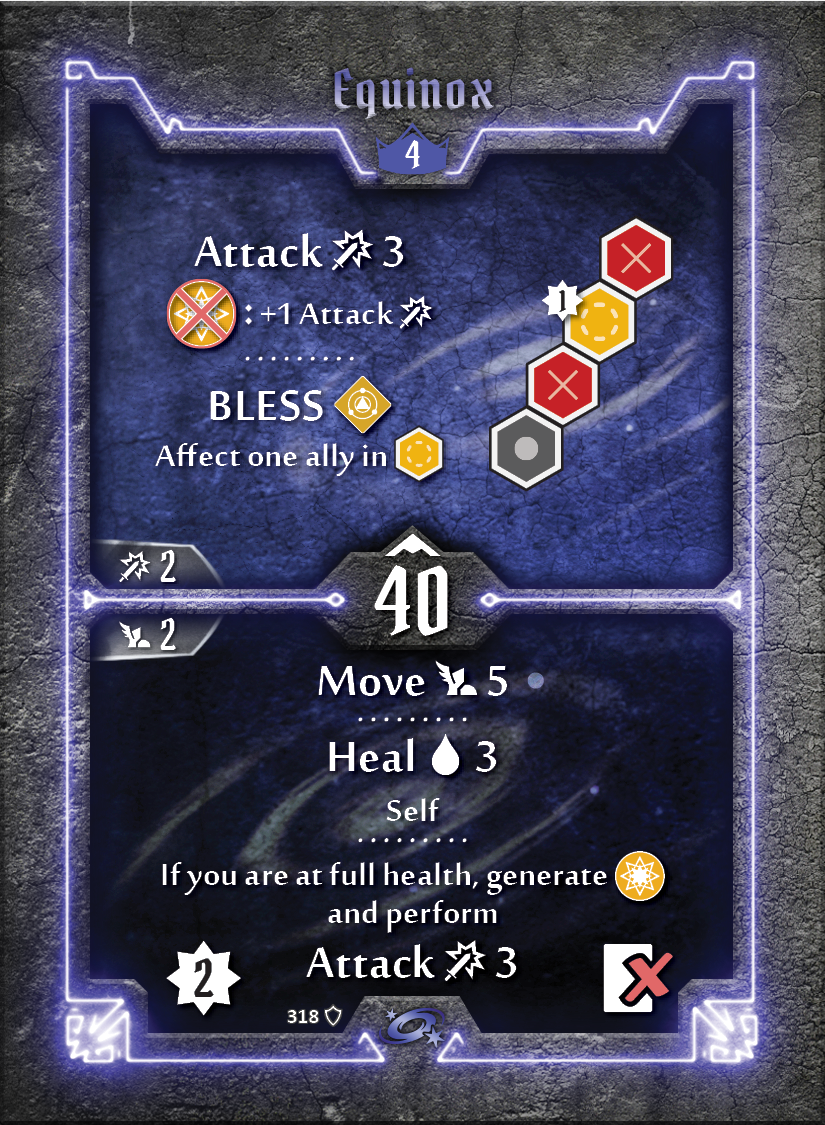 Equinox
4
Attack 3
: +1 Attack
1
BLESS
Affect one ally in
2
40
2
Move 5
Heal 3
Self
If you are at full health, generate
and perform
Attack 3
2
318